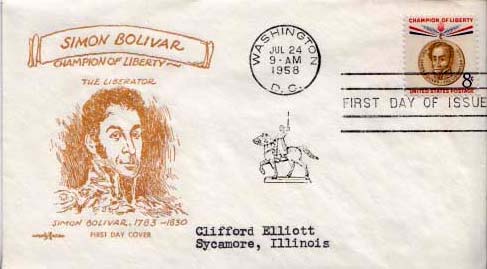 SIMON BOLIVAR
CHAMPION OF LIBERTY
THE LIBERATOR
SIMON BOLIVAR, 1783-1830
FIRST DAY COVER
WASHINGTON
JUL 24
9-AM
1958
D.C.
CHAMPION OF LIBERTY
8¢
UNITED STATES POSTAGE
FIRST DAY OF ISSUE
Clifford Elliott
Sycamore, Illinois